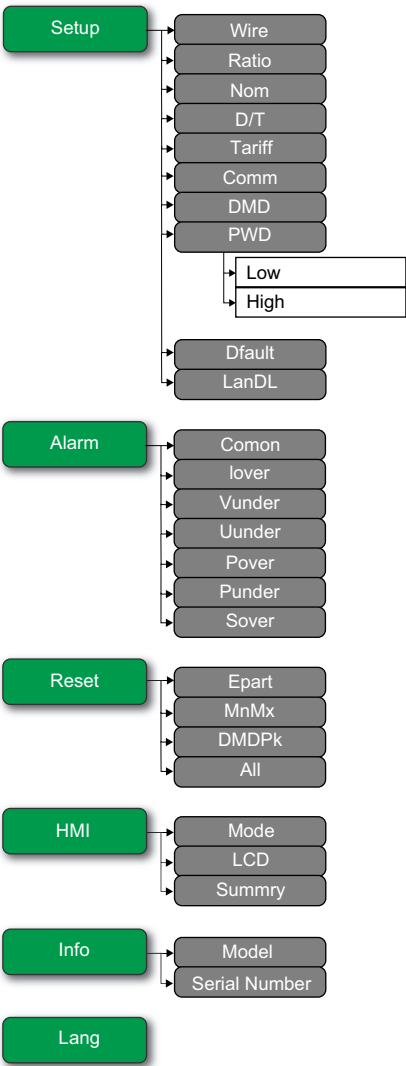 Setup
Wire
Ratio
Nom
D/T
Tariff
Comm
DMD
PWD
Low
High
Dfault
LanDL
Alarm
Comon
lover
Vunder
Uunder
Pover
Punder
Sover
Reset
Epart
MnMx
DMDPk
All
HMI
Mode
LCD
Summry
Info
Model
Serial Number
Lang